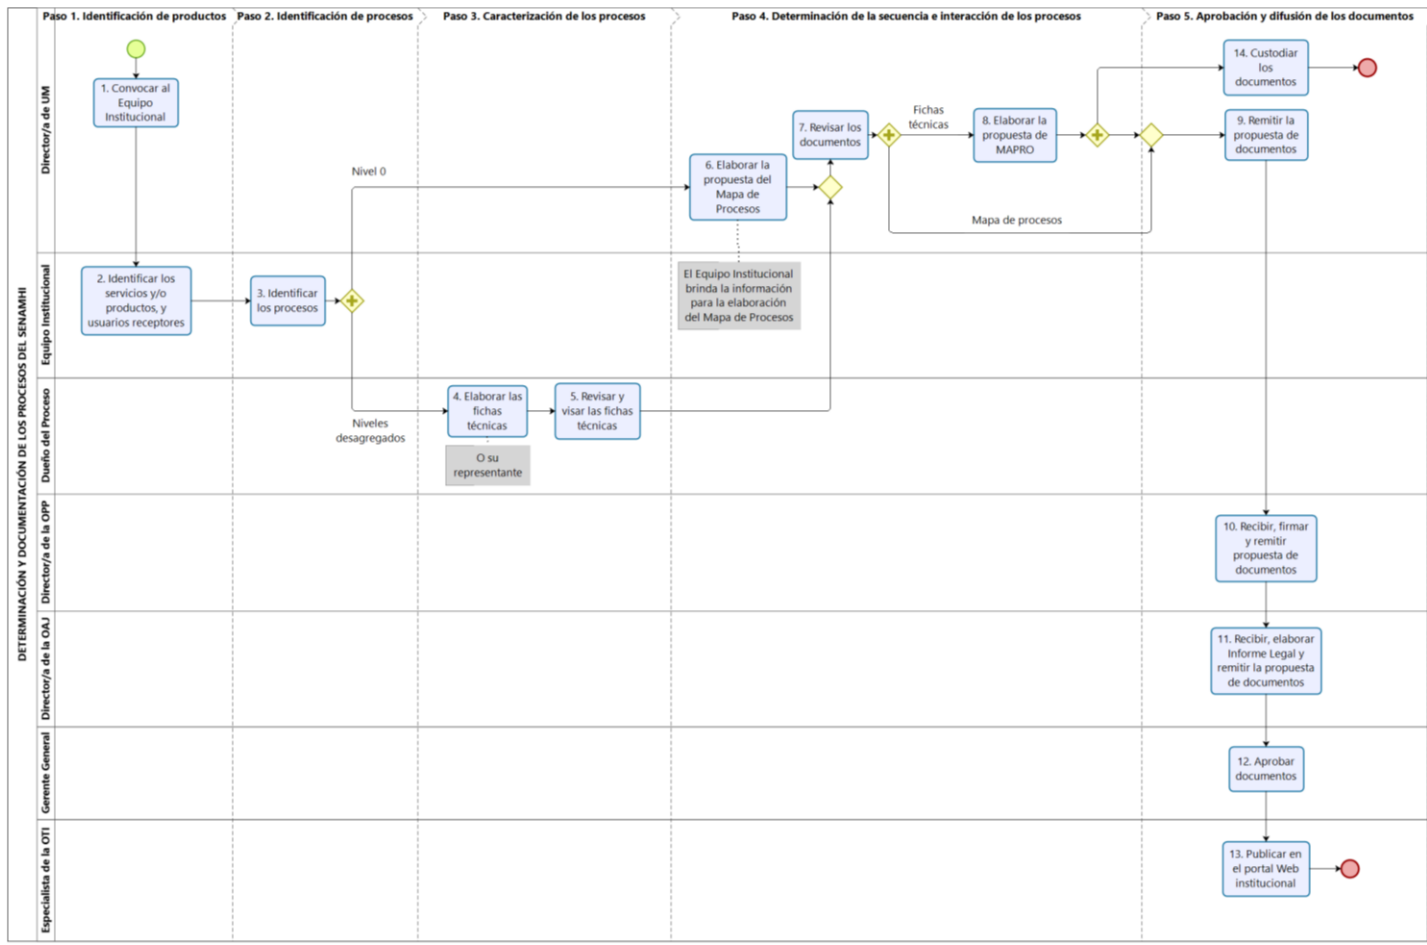 Paso 1. Identificación de productos
Paso 2. Identificación de procesos
Paso 3. Caracterización de los procesos
Paso 4. Determinación de la secuencia e interacción de los procesos
Paso 5. Aprobación y difusión de los documentos
DETERMINACIÓN Y DOCUMENTACIÓN DE LOS PROCESOS DEL SENAMHI
Director/a de UM
1. Convocar al
Equipo
Institucional
Nivel 0
6. Elaborar la
propuesta del
Mapa de
Procesos
7. Revisar los
documentos
Fichas
técnicas
8. Elaborar la
propuesta de
MAPRO
Mapa de procesos
14. Custodiar
los
documentos
9. Remitir la
propuesta de
documentos
Equipo Institucional
2. Identificar los
servicios y/o
productos, y
usuarios receptores
3. Identificar
los procesos
El Equipo Institucional
brinda la información
para la elaboración
del Mapa de Procesos
Dueño del Proceso
Niveles
desagregados
4. Elaborar las
fichas
técnicas
O su
representante
5. Revisar y
visar las fichas
técnicas
Director/a de la OPP
10. Recibir, firmar
y remitir
propuesta de
documentos
Director/a de la OAJ
11. Recibir, elaborar
Informe Legal y
remitir la propuesta
de documentos
Gerente General
12. Aprobar
documentos
Especialista de la OTI
13. Publicar en
el portal Web
institucional